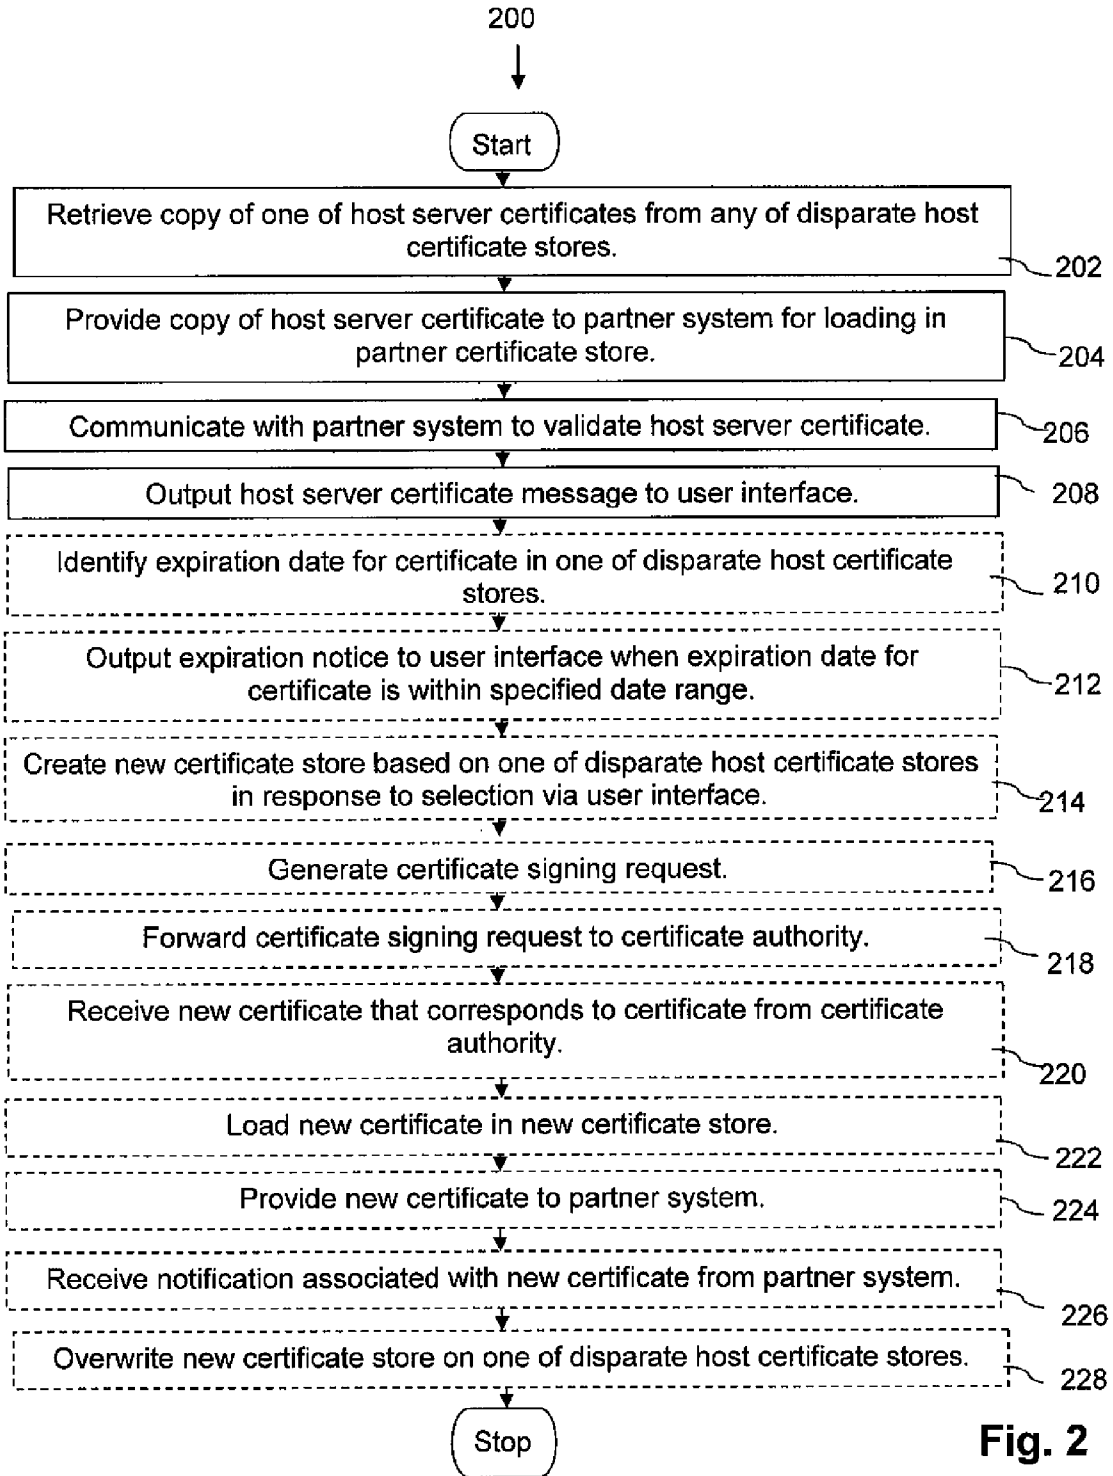 200
Start
Retrieve copy of one of host server certificates from any of disparate host
certificate stores.
202
Provide copy of host server certificate to partner system for loading in
partner certificate store.
204
Communicate with partner system to validate host server certificate.
206
Output host server certificate message to user interface.
208
Identify expiration date for certificate in one of disparate host certificate
stores.
210
Output expiration notice to user interface when expiration date for
certificate is within specified date range.
212
Create new certificate store based on one of disparate host certificate stores
in response to selection via user interface.
214
Generate certificate signing request.
216
Forward certificate signing request to certificate authority.
218
Receive new certificate that corresponds to certificate from certificate
authority.
220
Load new certificate in new certificate store.
222
Provide new certificate to partner system.
224
Receive notification associated with new certificate from partner system.
226
Overwrite new certificate store on one of disparate host certificate stores.
228
Stop
Fig. 2